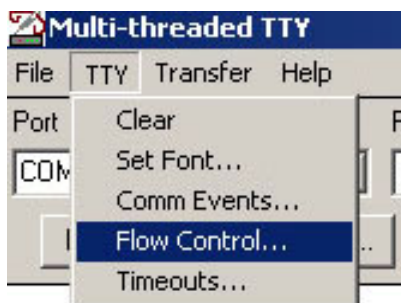 Multi-threaded TTY
File TTY Transfer Help
Port
Clear
Set Font...
Comm Events...
Flow Control...
Timeouts...